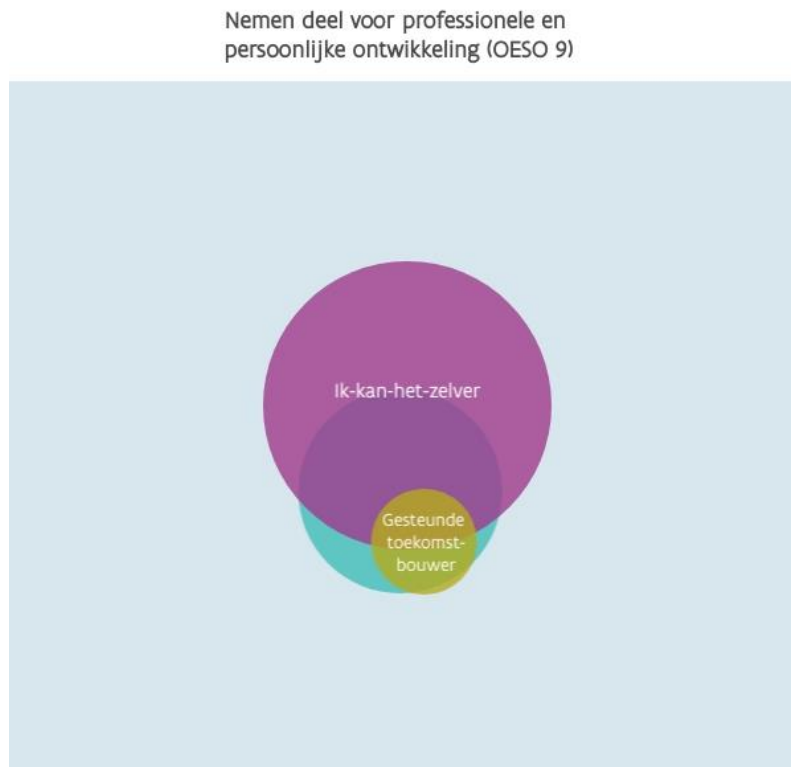 Nemen deel voor professionele en
persoonlijke ontwikkeling (OESO 9)
Ik-kan-het-zelver
Gesteunde
toekomst-
bouwer